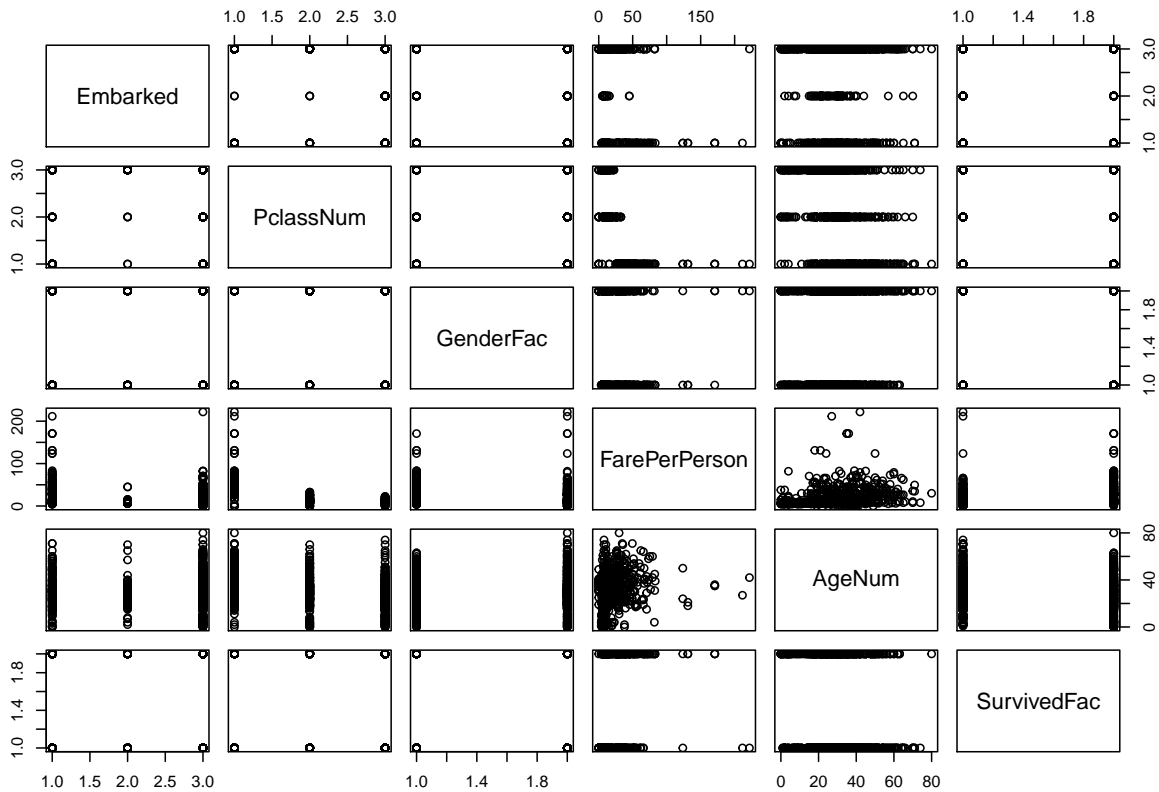 1.0 1.5 2.0 2.5 3.0 0 50 150 1.0 1.4 1.8
Embarked 1.0 2.0 3.0
1.0 2.0 3.0 PclassNum
GenderFac 1.0 1.4 1.8
0 100 200 FarePerPerson
AgeNum 0 40 80
1.0 1.4 1.8 SurvivedFac
1.0 1.5 2.0 2.5 3.0 1.0 1.4 1.8 0 20 40 60 80